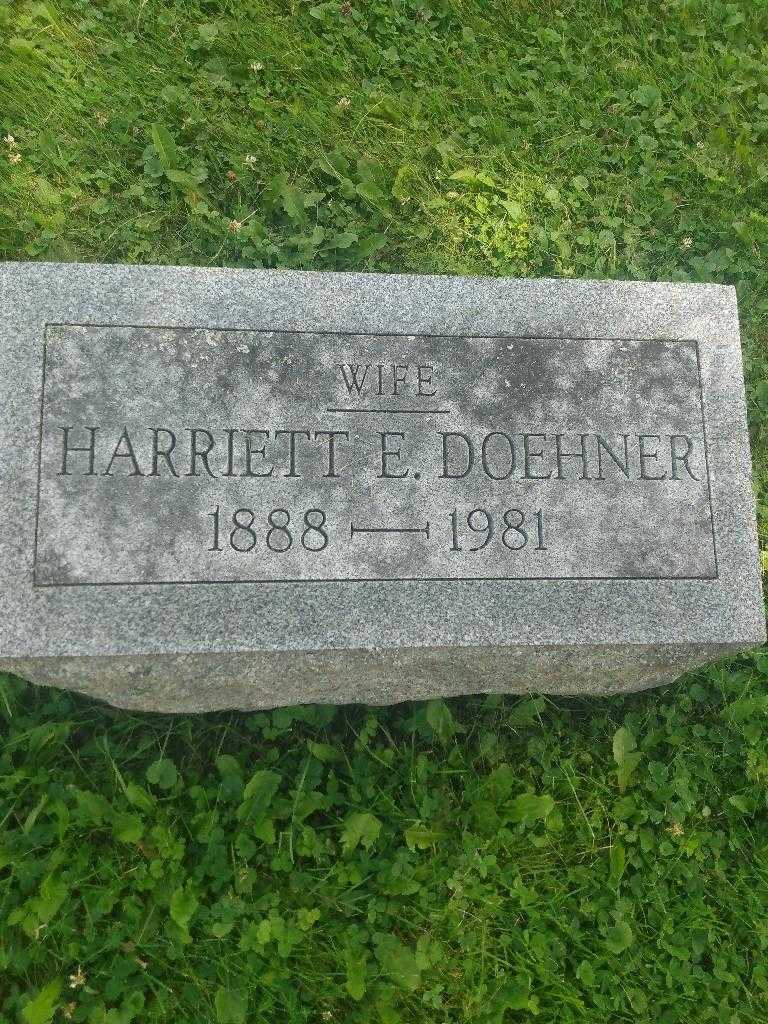 WIFE
HARRIETT E. DOEHNER
1888 — 1981